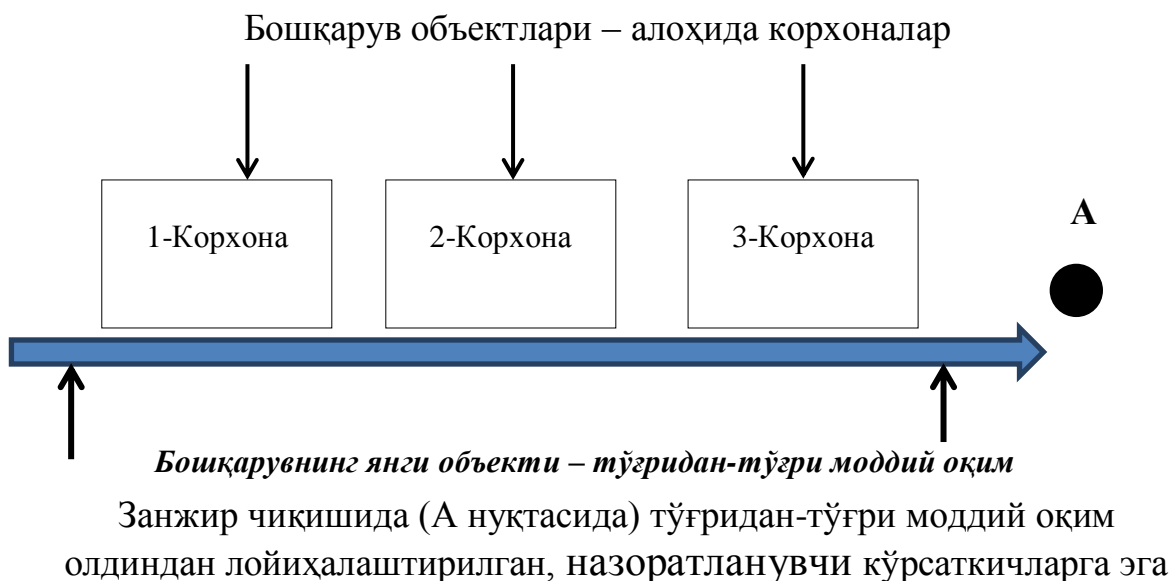 Бошқарув объектлари – алоҳида корхоналар
1-Корхона
2-Корхона
3-Корхона
А
Бошқарувнинг янги объекти – тўғридан-тўғри моддий оқим
Занжир чиқишида (А нуқтасида) тўғридан-тўғри моддий оқим
олдиндан лойиҳалаштирилган, назоратланувчи кўрсаткичларга эга